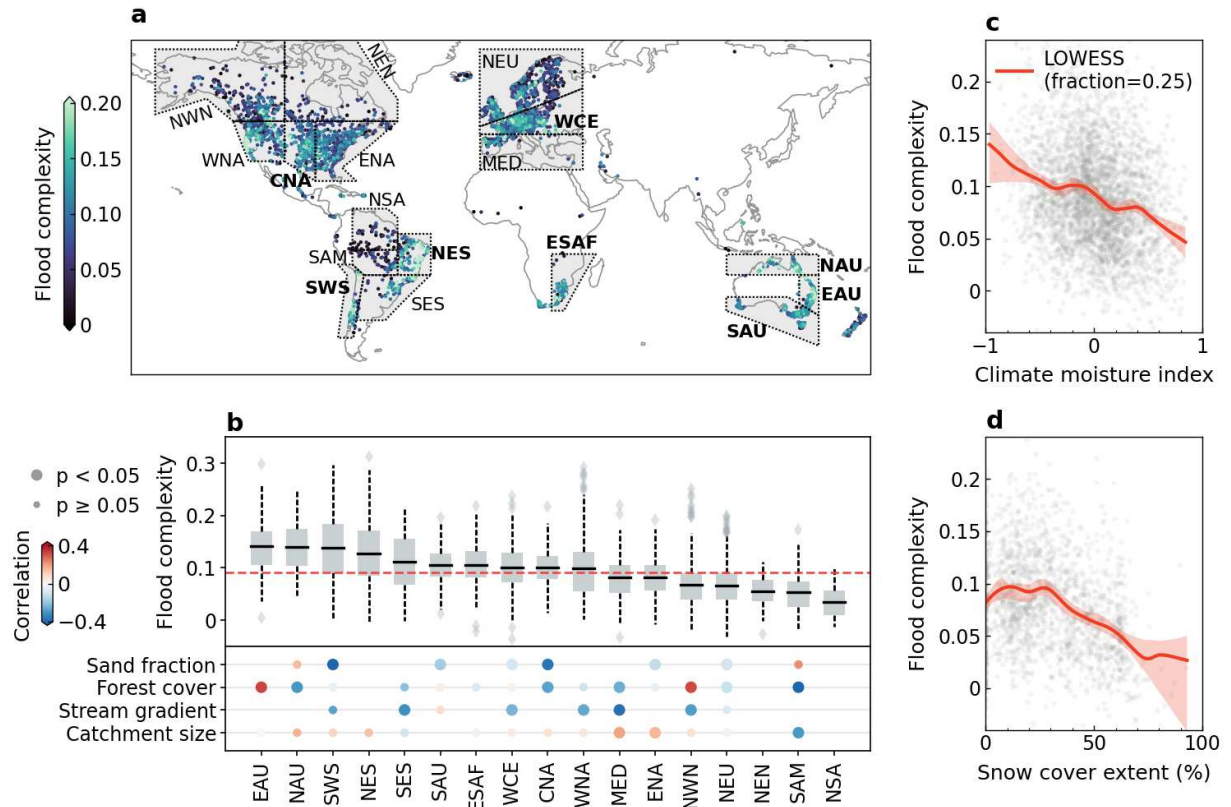 a
NEN
NEU
0.20
0.15
0.10
0.05
0
Flood complexity
NWN
WNA
CNA
ENA
WCE
MED
NSA
SAM
NES
ESAF
NAU
SWS
SES
EAU
SAU
c
LOWESS
(fraction=0.25)
0.20
0.15
0.10
0.05
0
Flood complexity
−1
0
1
Climate moisture index
b
p < 0.05
p ≥ 0.05
0.4
0
−0.4
Correlation
0.3
0.2
0.1
0
Flood complexity
Sand fraction
Forest cover
Stream gradient
Catchment size
EAU
NAU
SWS
NES
SES
SAU
ESAF
WCE
CNA
WNA
MED
ENA
NWN
NEU
NEN
SAM
NSA
d
0.20
0.15
0.10
0.05
0
Flood complexity
0
50
100
Snow cover extent (%)